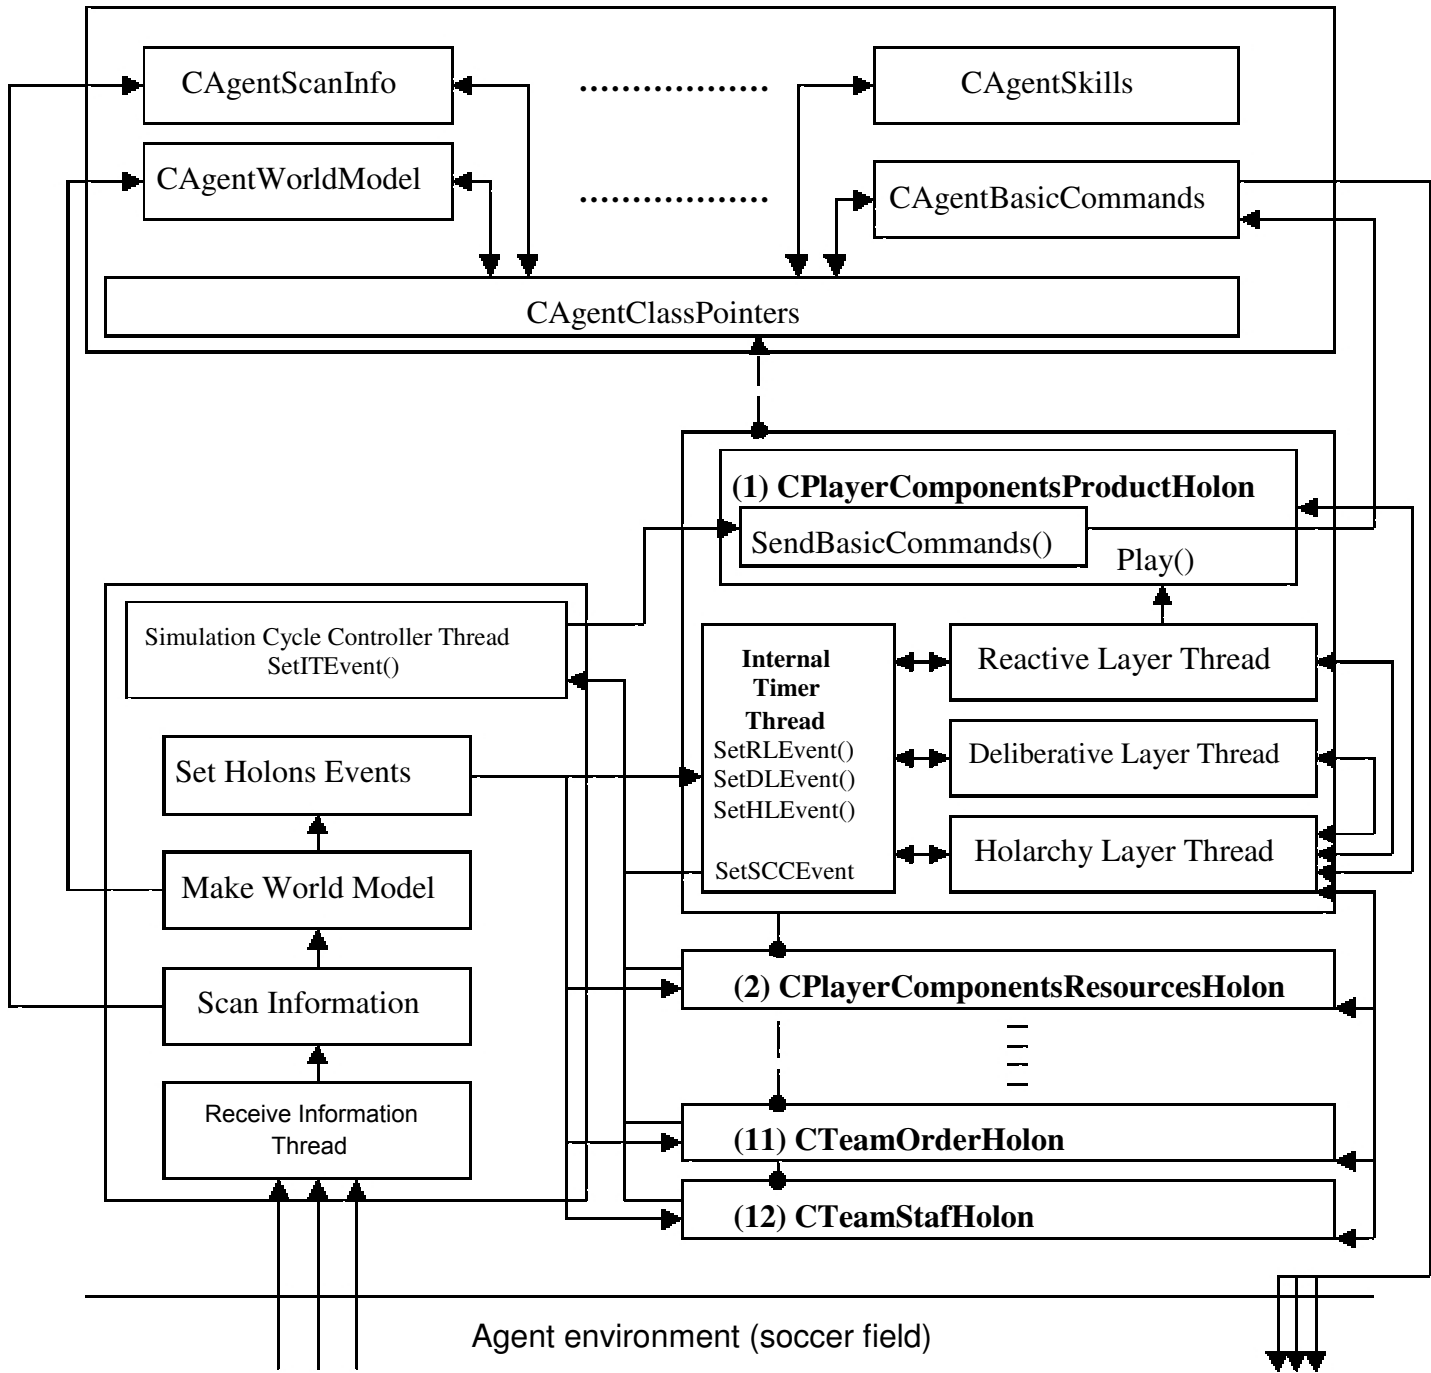 CAgentScanInfo
CAgentSkills
CAgentWorldModel
CAgentBasicCommands
CAgentClassPointers
(1) CPlayerComponentsProductHolon
SendBasicCommands()
Play()
Simulation Cycle Controller Thread
SetITEvent()
Internal
Timer
Thread
SetRLEvent()
SetDLEvent()
SetHLEvent()
SetSCCEvent
Reactive Layer Thread
Deliberative Layer Thread
Holarchy Layer Thread
Set Holons Events
Make World Model
Scan Information
Receive Information
Thread
(2) CPlayerComponentsResourcesHolon
(11) CTeamOrderHolon
(12) CTeamStafHolon
Agent environment (soccer field)